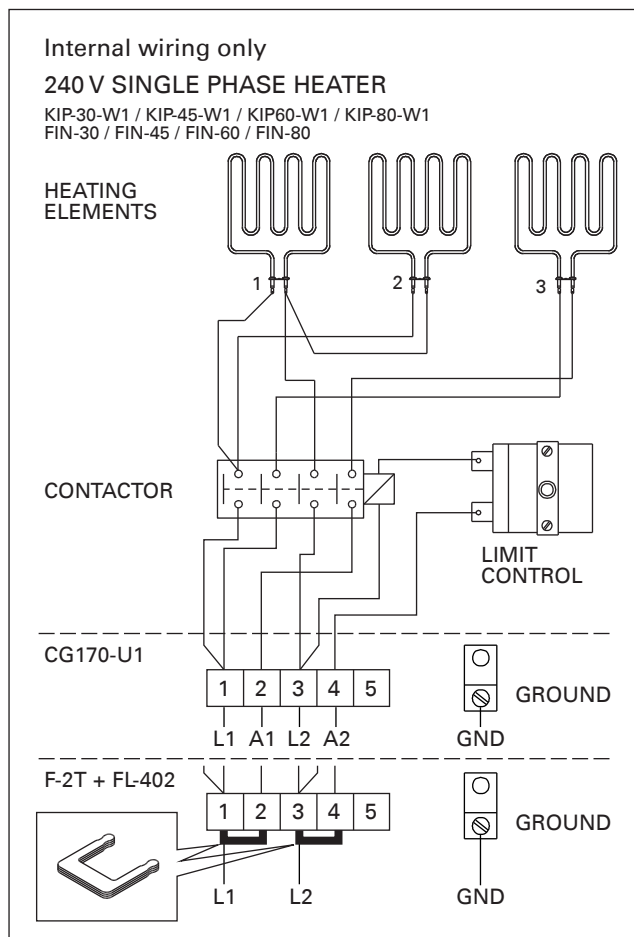 Internal wiring only
240 V SINGLE PHASE HEATER
KIP-30-W1 / KIP-45-W1 / KIP60-W1 / KIP-80-W1
FIN-30 / FIN-45 / FIN-60 / FIN-80
HEATING
ELEMENTS
1 2 3
CONTACTOR
LIMIT
CONTROL
CG170-U1
1 2 3 4 5
GROUND
L1 A1 L2 A2 GND
F-2T + FL-402
1 2 3 4 5
GROUND
L1 L2 GND